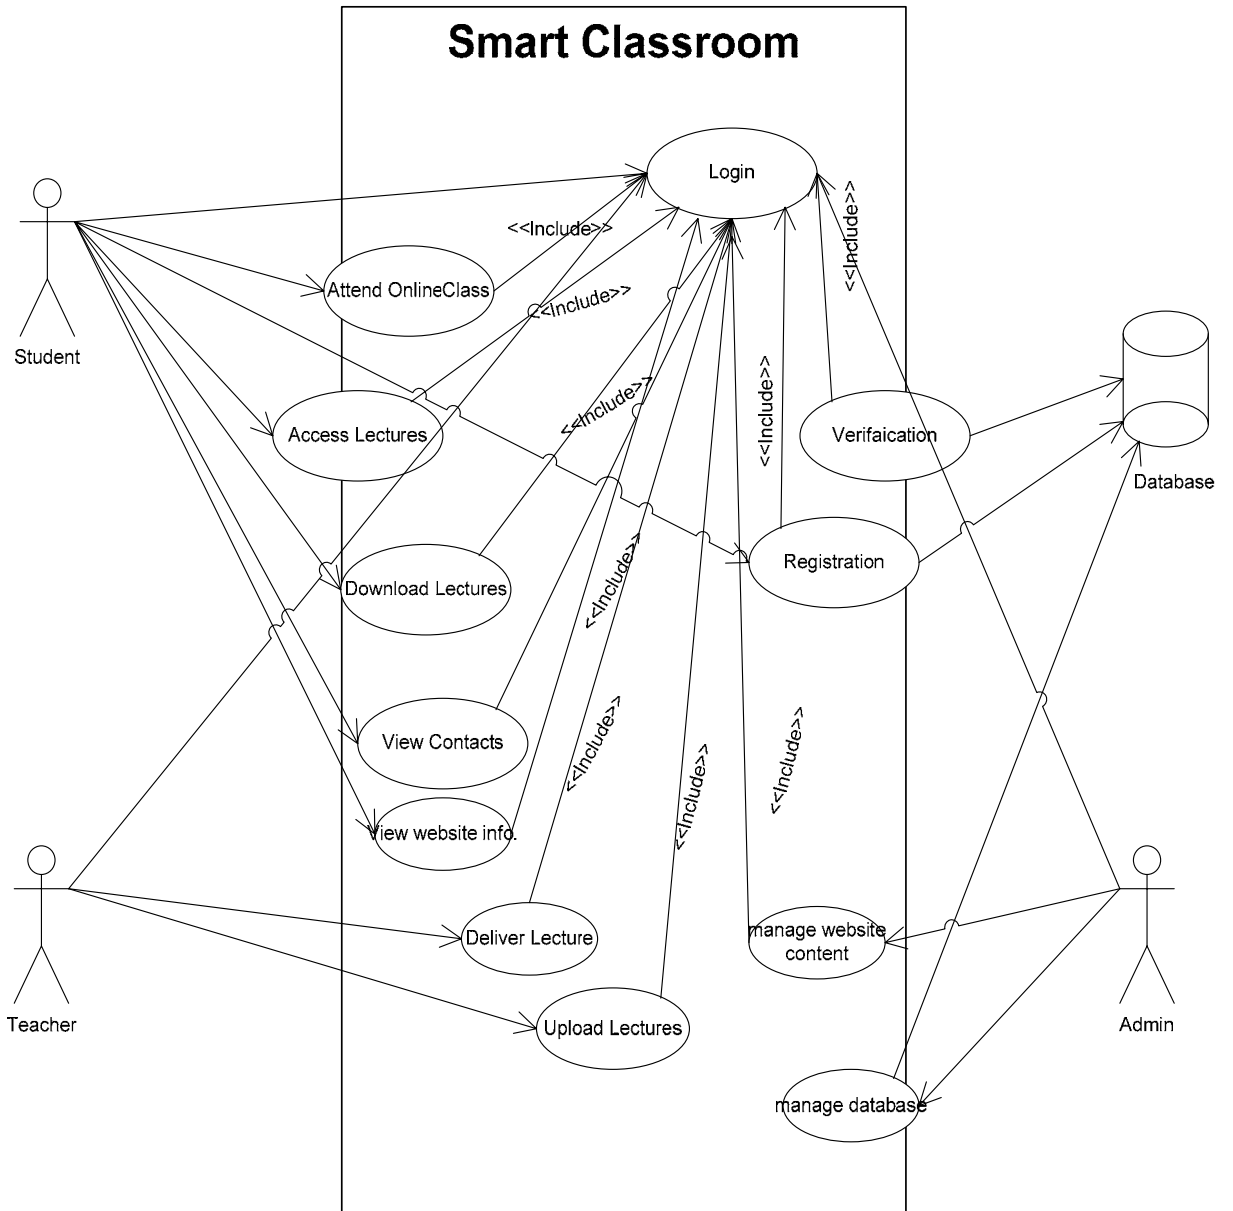 Smart Classroom
Login
<<Include>>
<<Include>>
Attend OnlineClass
<<Include>>
Student
<<Include>>
<<Include>>
Access Lectures
Verifaication
Database
Registration
Download Lectures
<<Include>>
View Contacts
<<Include>>
<<Include>>
<<Include>>
View website info.
Deliver Lecture
manage website
content
Teacher
Upload Lectures
Admin
manage database